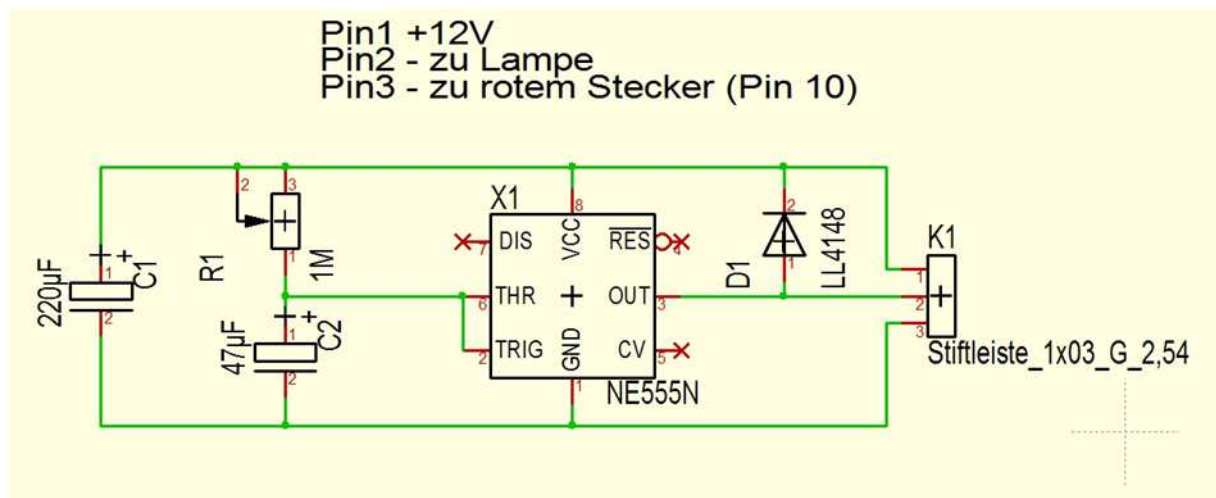 Pin1 +12V
Pin2 - zu Lampe
Pin3 - zu rotem Stecker (Pin 10)
220µF
1
2
C1
R1
2
3
1
1M
47µF
1
2
C2
X1
8
VCC
7
DIS
RES
4
6
THR
OUT
3
2
TRIG
GND
CV
5
1
NE555N
D1
2
1
LL4148
K1
1
2
3
Stiftleiste_1x03_G_2,54